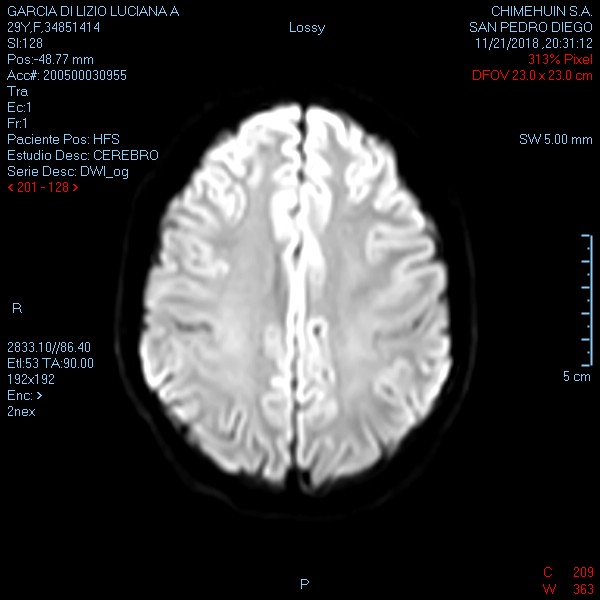 GARCIA DI LIZIO LUCIANA A
29Y,F,34851414
Sl:128
Pos:-48.77 mm
Acc#: 200500030955
Tra
Ec:1
Fr:1
Paciente Pos: HFS
Estudio Desc: CEREBRO
Serie Desc: DWI_og
< 201 - 128 >
Lossy
CHIMEHUIN S.A.
SAN PEDRO DIEGO
11/21/2018 ,20:31:12
313% Pixel
DFOV 23.0 x 23.0 cm
SW 5.00 mm
R
5 cm
2833.10//86.40
Etl:53 TA:90.00
192x192
Enc: >
2nex
P
C 209
W 363